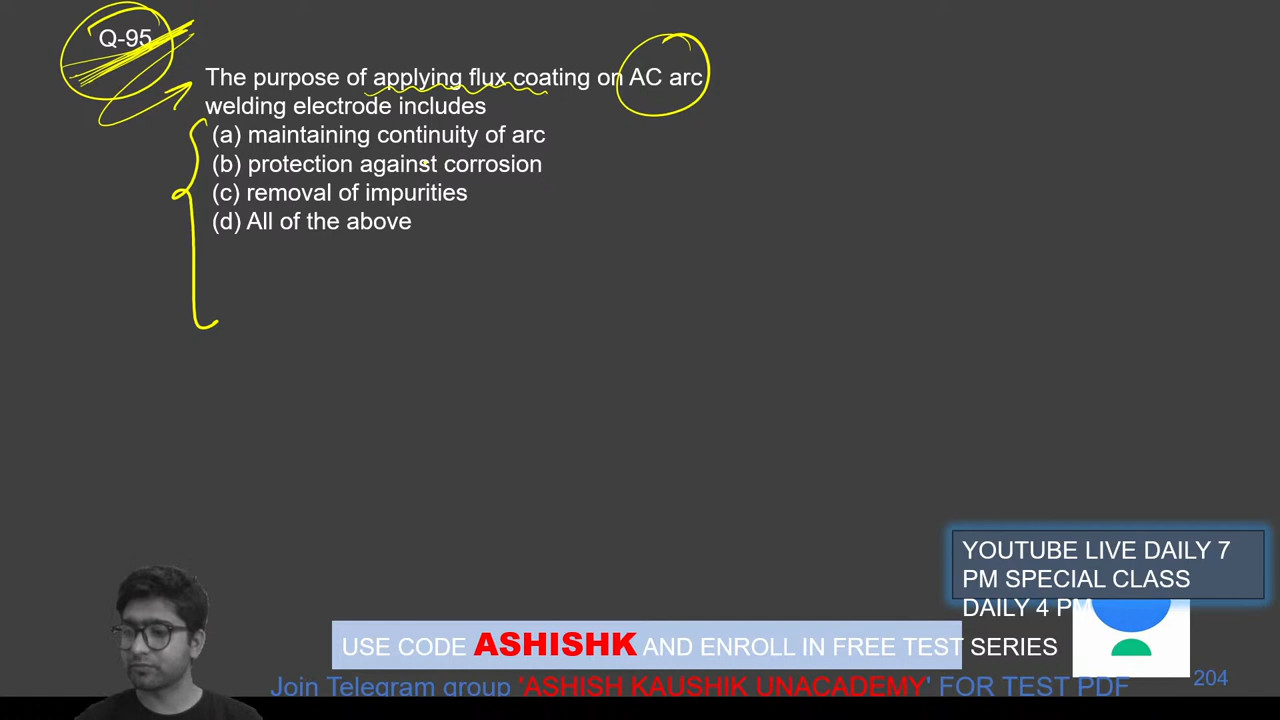 Q-95
The purpose of applying flux coating on AC arc
welding electrode includes
(a) maintaining continuity of arc
(b) protection against corrosion
(c) removal of impurities
(d) All of the above
YOUTUBE LIVE DAILY 7
PM SPECIAL CLASS
DAILY 4 PM
USE CODE ASHISHK AND ENROLL IN FREE TEST SERIES
Join Telegram group 'ASHISH KAUSHIK UNACADEMY' FOR TEST PDF
204